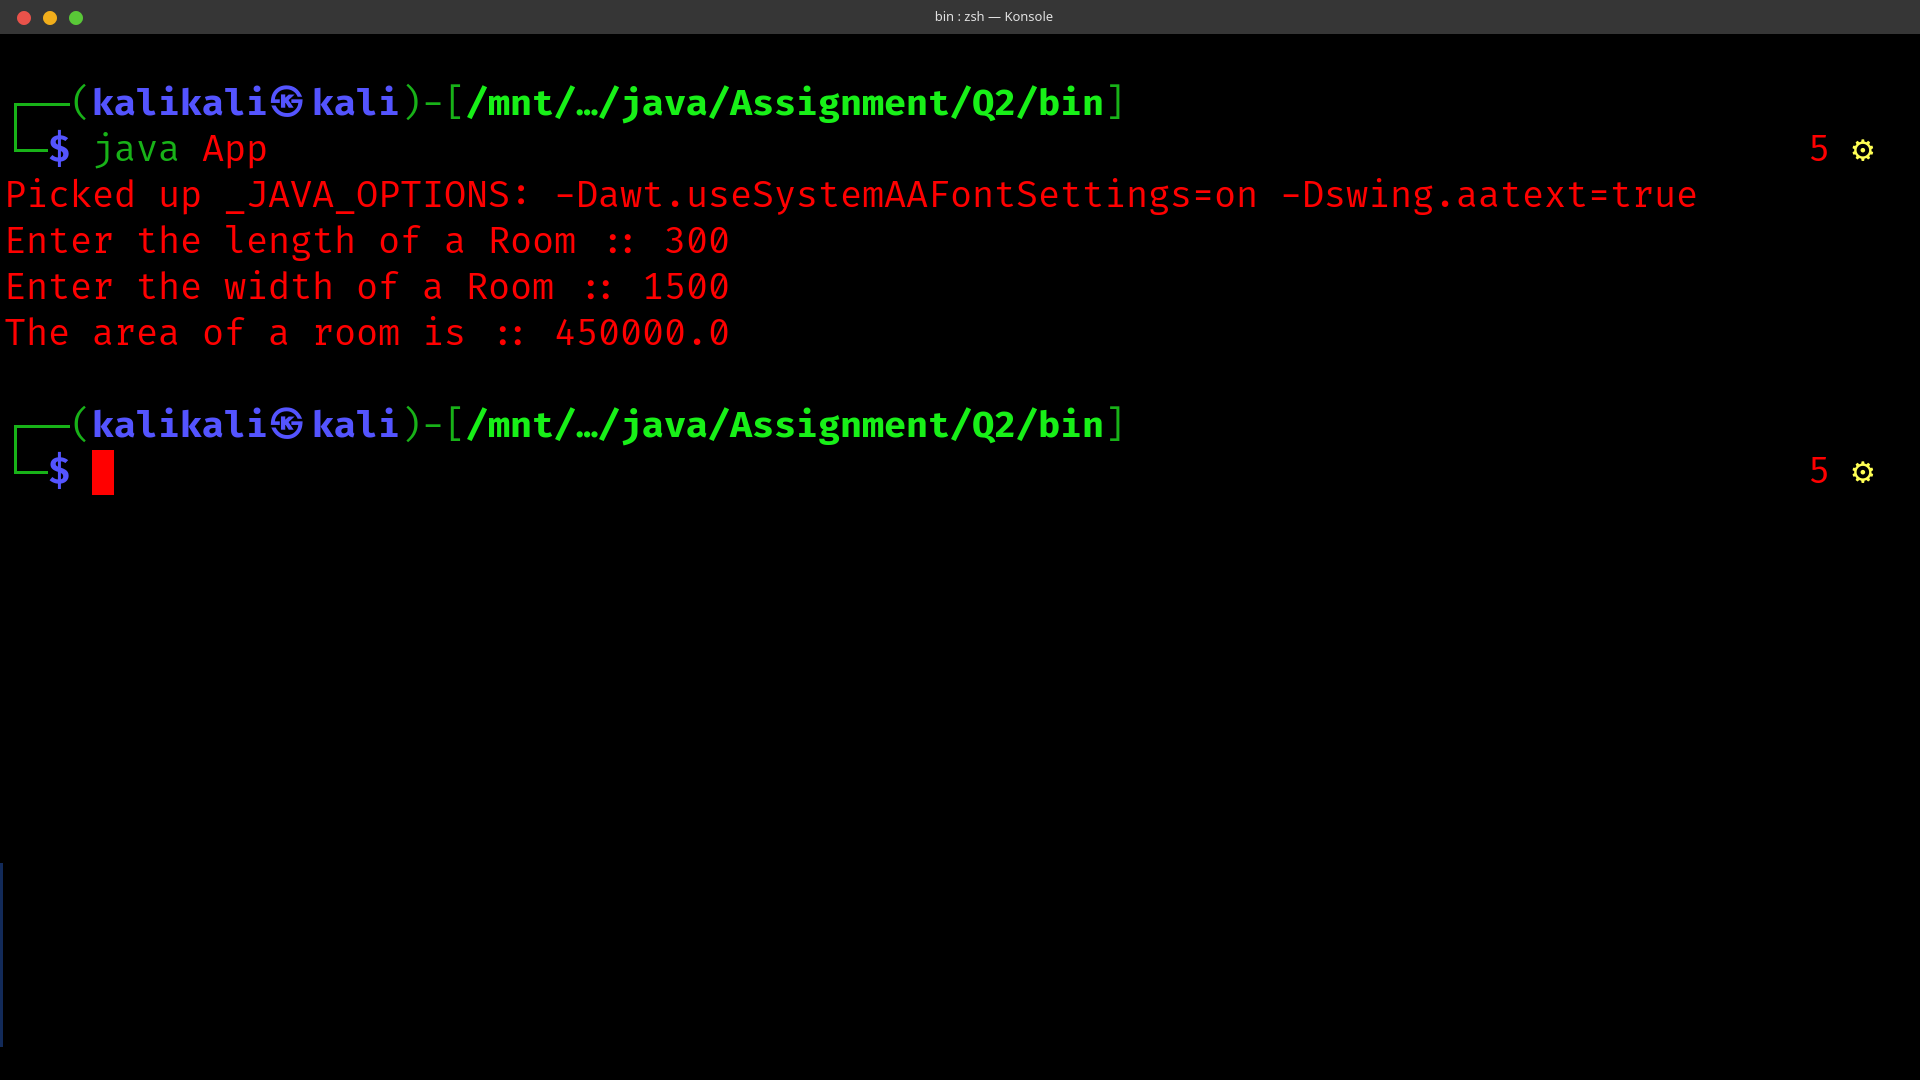 bin : zsh — Konsole
┌──(kalikali㉿kali)-[/mnt/…/java/Assignment/Q2/bin]
└─$ java App 5 ⚙
Picked up _JAVA_OPTIONS: -Dawt.useSystemAAFontSettings=on -Dswing.aatext=true
Enter the length of a Room :: 300
Enter the width of a Room :: 1500
The area of a room is :: 450000.0
┌──(kalikali㉿kali)-[/mnt/…/java/Assignment/Q2/bin]
└─$ 5 ⚙